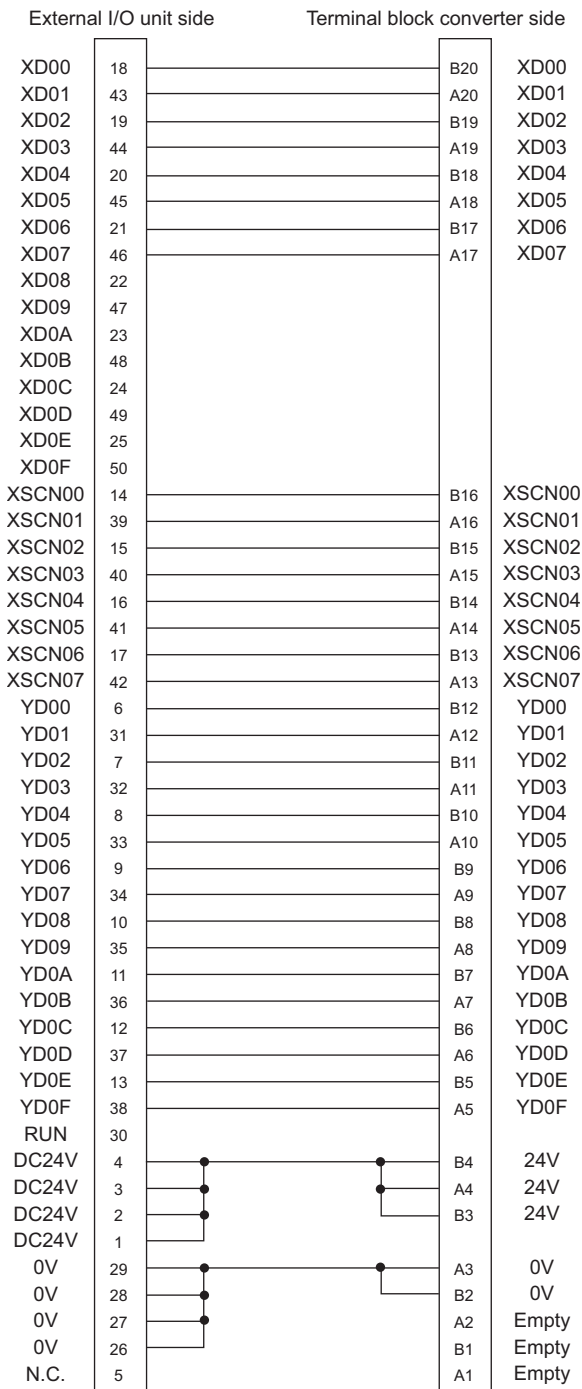 External I/O unit side Terminal block converter side
XD00 18 B20 XD00
XD01 43 A20 XD01
XD02 19 B19 XD02
XD03 44 A19 XD03
XD04 20 B18 XD04
XD05 45 A18 XD05
XD06 21 B17 XD06
XD07 46 A17 XD07
XD08 22
XD09 47
XD0A 23
XD0B 48
XD0C 24
XD0D 49
XD0E 25
XD0F 50
XSCN00 14 B16 XSCN00
XSCN01 39 A16 XSCN01
XSCN02 15 B15 XSCN02
XSCN03 40 A15 XSCN03
XSCN04 16 B14 XSCN04
XSCN05 41 A14 XSCN05
XSCN06 17 B13 XSCN06
XSCN07 42 A13 XSCN07
YD00 6 B12 YD00
YD01 31 A12 YD01
YD02 7 B11 YD02
YD03 32 A11 YD03
YD04 8 B10 YD04
YD05 33 A10 YD05
YD06 9 B9 YD06
YD07 34 A9 YD07
YD08 10 B8 YD08
YD09 35 A8 YD09
YD0A 11 B7 YD0A
YD0B 36 A7 YD0B
YD0C 12 B6 YD0C
YD0D 37 A6 YD0D
YD0E 13 B5 YD0E
YD0F 38 A5 YD0F
RUN 30
DC24V 4 B4 24V
DC24V 3 A4 24V
DC24V 2 B3 24V
DC24V 1
0V 29 A3 0V
0V 28 B2 0V
0V 27 A2 Empty
0V 26 B1 Empty
N.C. 5 A1 Empty